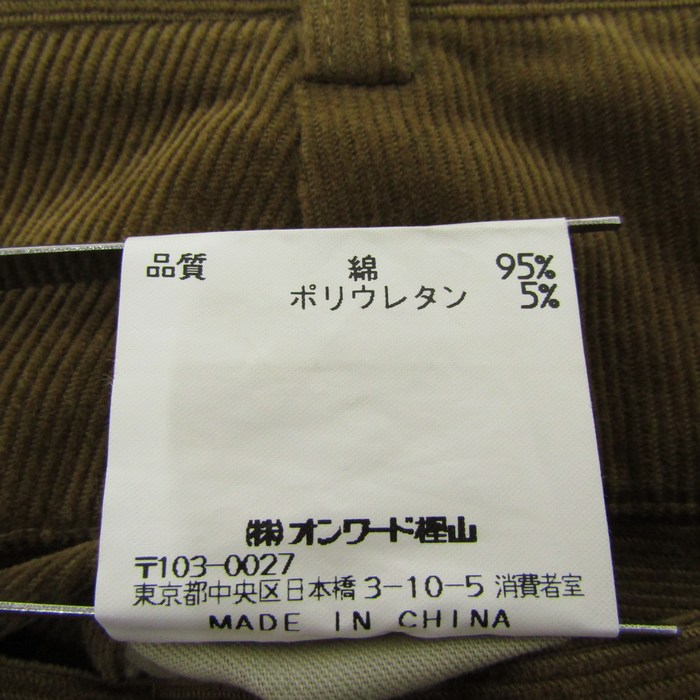 品質 綿 95%
ポリウレタン 5%
㈱オンワード樫山
〒103-0027
東京都中央区日本橋3-10-5 消費者室
MADE IN CHINA